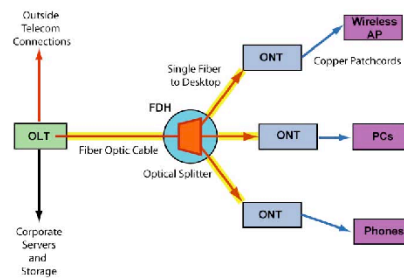 Outside
Telecom
Connections
Wireless
AP
ONT
Single Fiber
to Desktop
Copper Patchcords
FDH
OLT
ONT
PCs
Fiber Optic Cable
Optical Splitter
ONT
Phones
Corporate
Servers
and
Storage